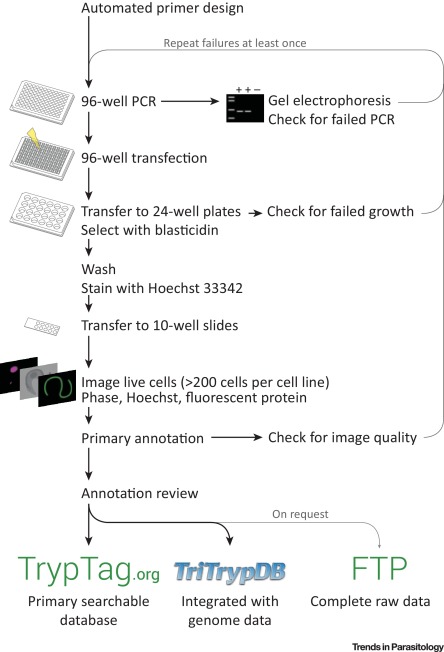 Automated primer design
Repeat failures at least once
+ + −
96-well PCR
Gel electrophoresis
Check for failed PCR
96-well transfection
Transfer to 24-well plates
Select with blasticidin
Check for failed growth
Wash
Stain with Hoechst 33342
Transfer to 10-well slides
Image live cells (>200 cells per cell line)
Phase, Hoechst, fluorescent protein
Primary annotation
Check for image quality
Annotation review
On request
TrypTag.org
TriTrypDB
FTP
Primary searchable
database
Integrated with
genome data
Complete raw data
Trends in Parasitology